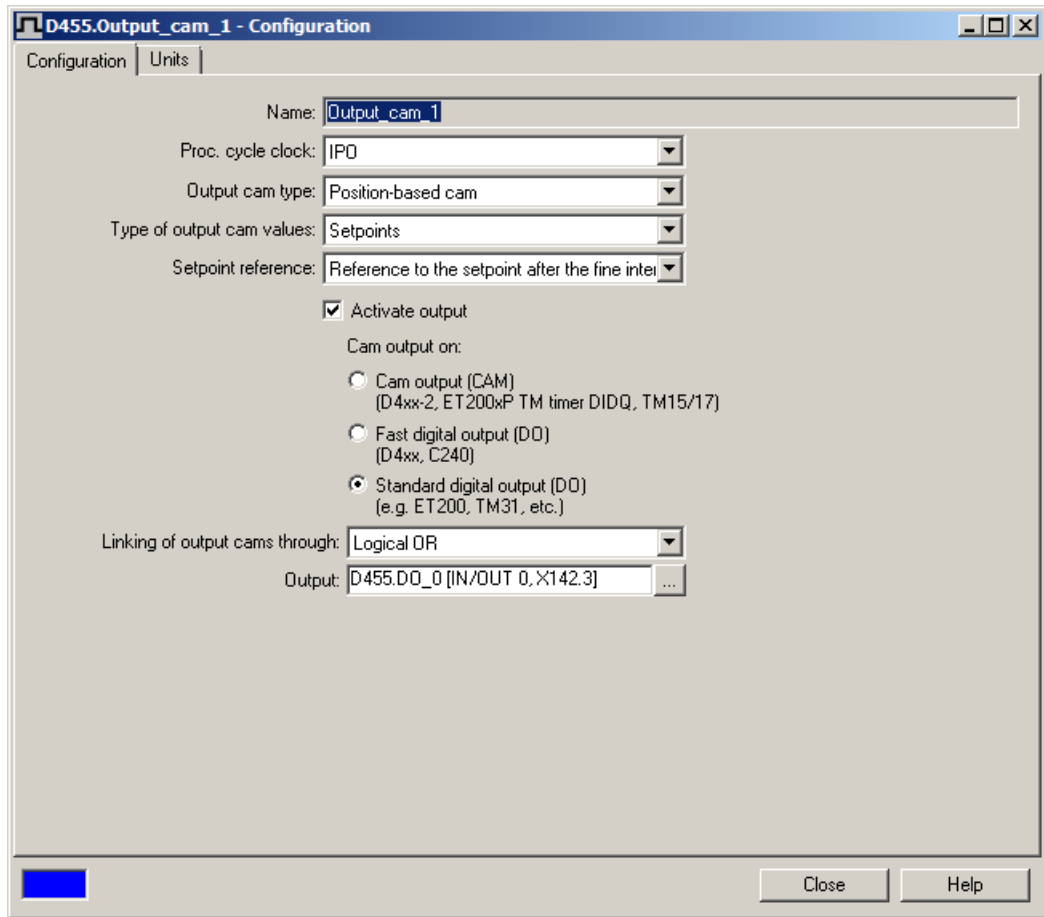 D455.Output_cam_1 - Configuration
Configuration Units
Name: Output_cam_1
Proc. cycle clock: IPO
Output cam type: Position-based cam
Type of output cam values: Setpoints
Setpoint reference: Reference to the setpoint after the fine inter
Activate output
Cam output on:
Cam output (CAM)
(D4xx-2, ET200xP TM timer DIDQ, TM15/17)
Fast digital output (DO)
(D4xx, C240)
Standard digital output (DO)
(e.g. ET200, TM31, etc.)
Linking of output cams through: Logical OR
Output: D455.DO_0 [IN/OUT 0, X142.3] ...
Close Help